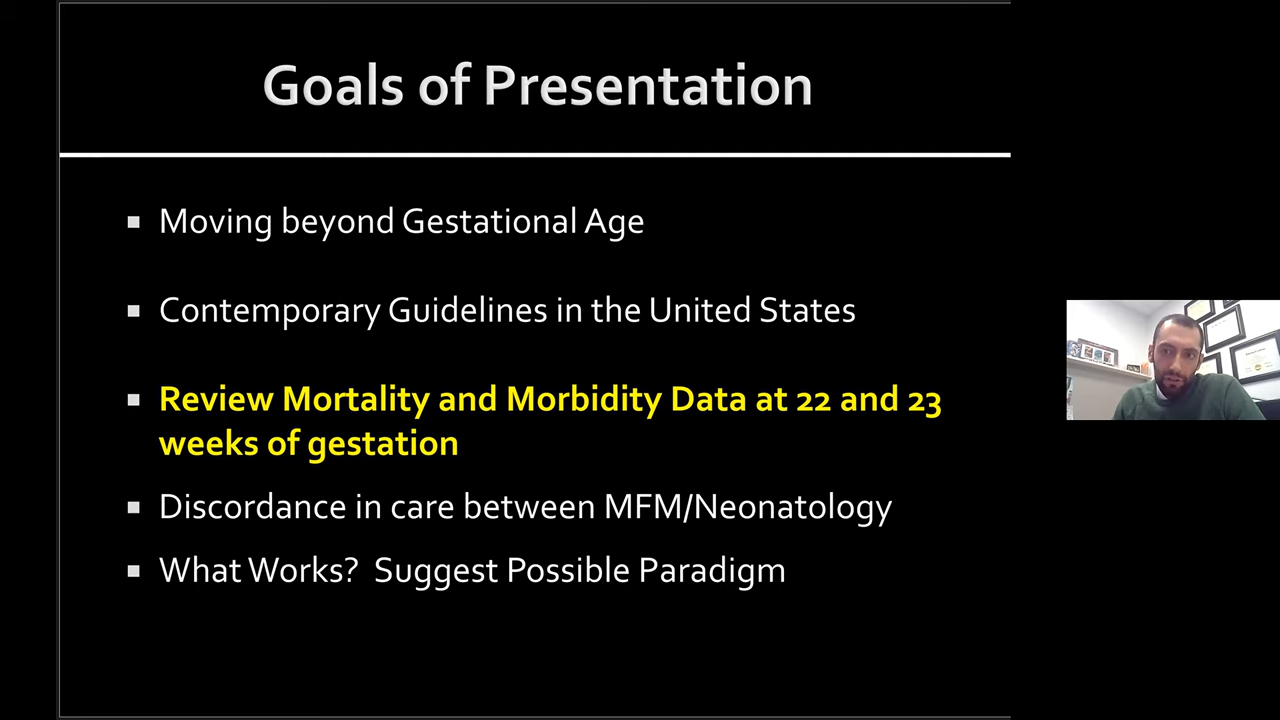 Goals of Presentation
Moving beyond Gestational Age
Contemporary Guidelines in the United States
Review Mortality and Morbidity Data at 22 and 23
weeks of gestation
Discordance in care between MFM/Neonatology
What Works?  Suggest Possible Paradigm